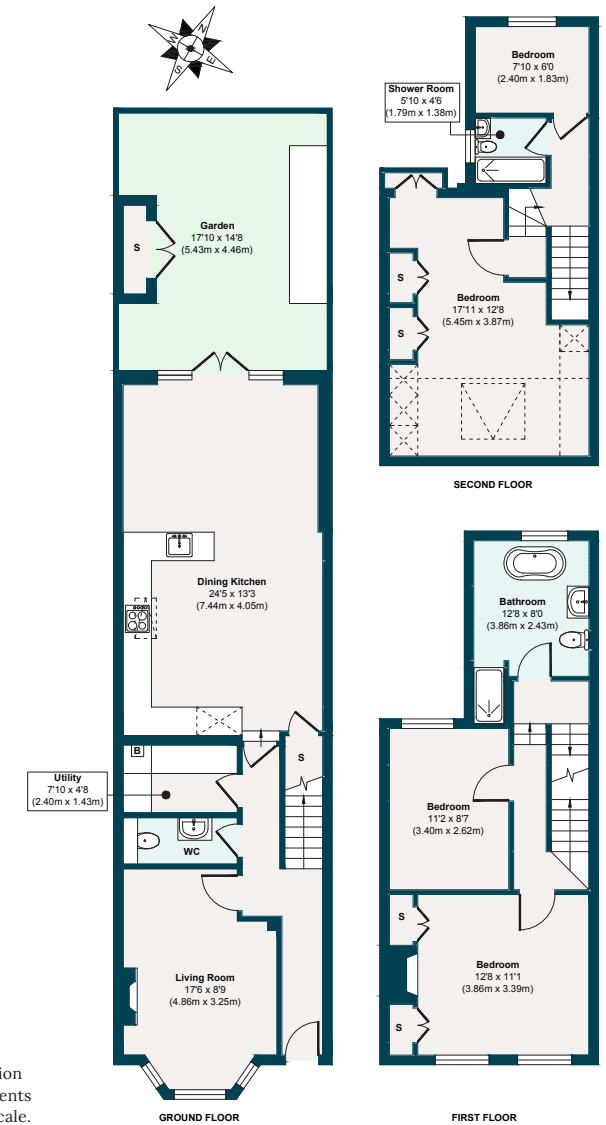 N
W
E
S
Bedroom
7'10 x 6'0
(2.40m x 1.83m)
Shower Room
5'10 x 4'6
(1.79m x 1.38m)
S
S
Bedroom
17'11 x 12'8
(5.45m x 3.87m)
SECOND FLOOR
Garden
17'10 x 14'8
(5.43m x 4.46m)
S
Dining Kitchen
24'5 x 13'3
(7.44m x 4.05m)
B
S
Utility
7'10 x 4'8
(2.40m x 1.43m)
WC
Living Room
17'6 x 8'9
(4.86m x 3.25m)
GROUND FLOOR
Bathroom
12'8 x 8'0
(3.86m x 2.43m)
Bedroom
11'2 x 8'7
(3.40m x 2.62m)
S
Bedroom
12'8 x 11'1
(3.86m x 3.39m)
S
FIRST FLOOR
ion
ents
cale.